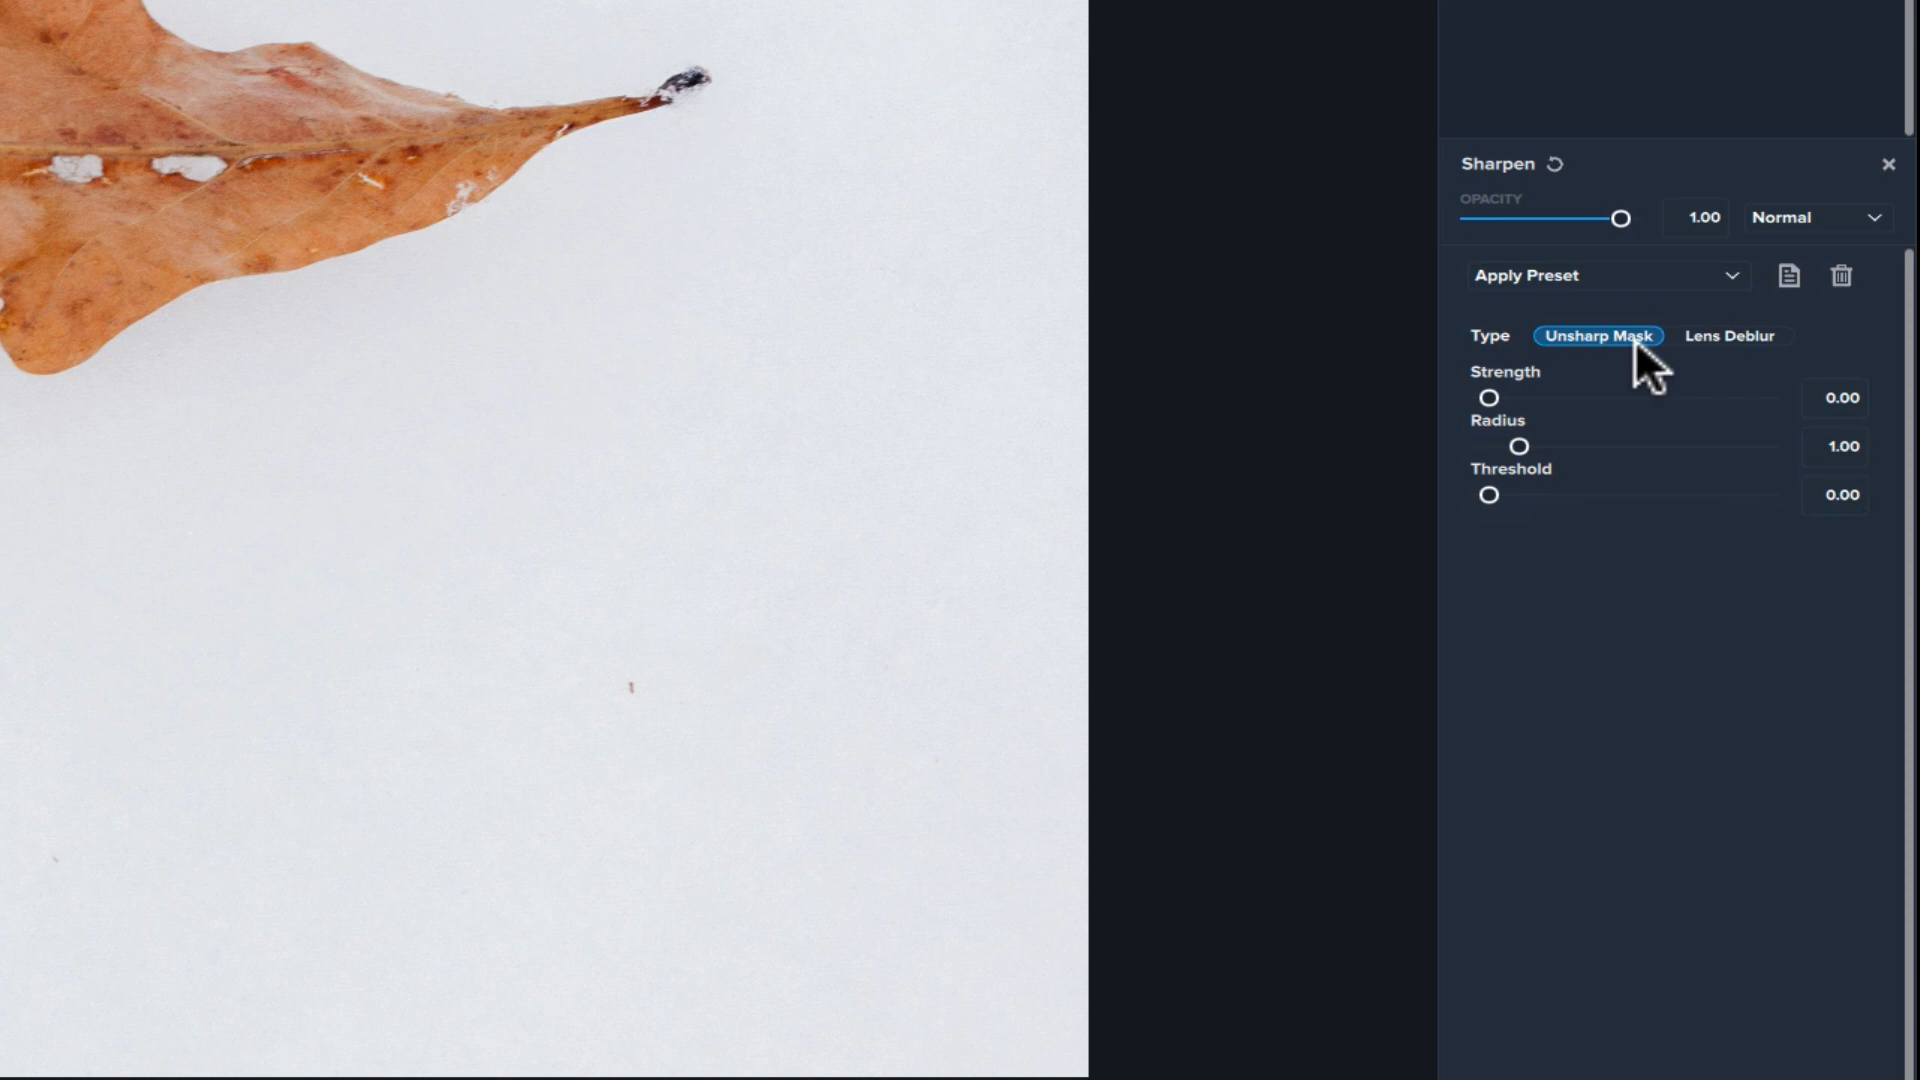 Sharpen
OPACITY
1.00 Normal
Apply Preset
Type Unsharp Mask Lens Deblur
Strength
0.00
Radius
1.00
Threshold
0.00